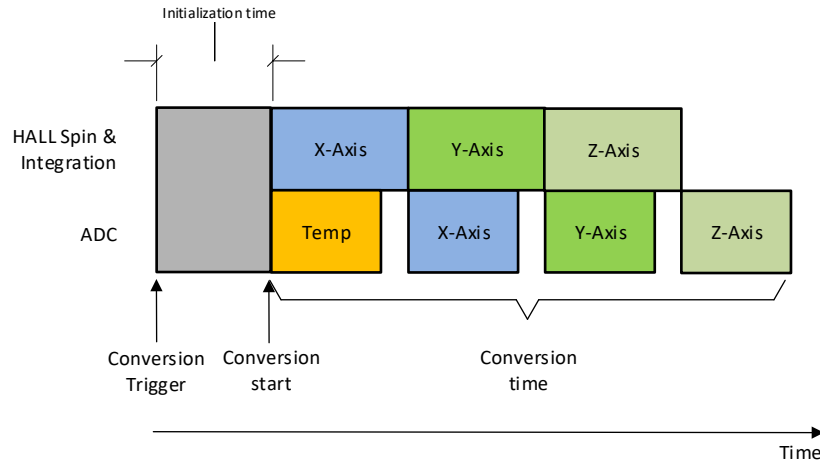 Initialization time
HALL Spin &
Integration
X-Axis
Y-Axis
Z-Axis
ADC
Temp
X-Axis
Y-Axis
Z-Axis
Conversion
Trigger
Conversion
start
Conversion
time
Time